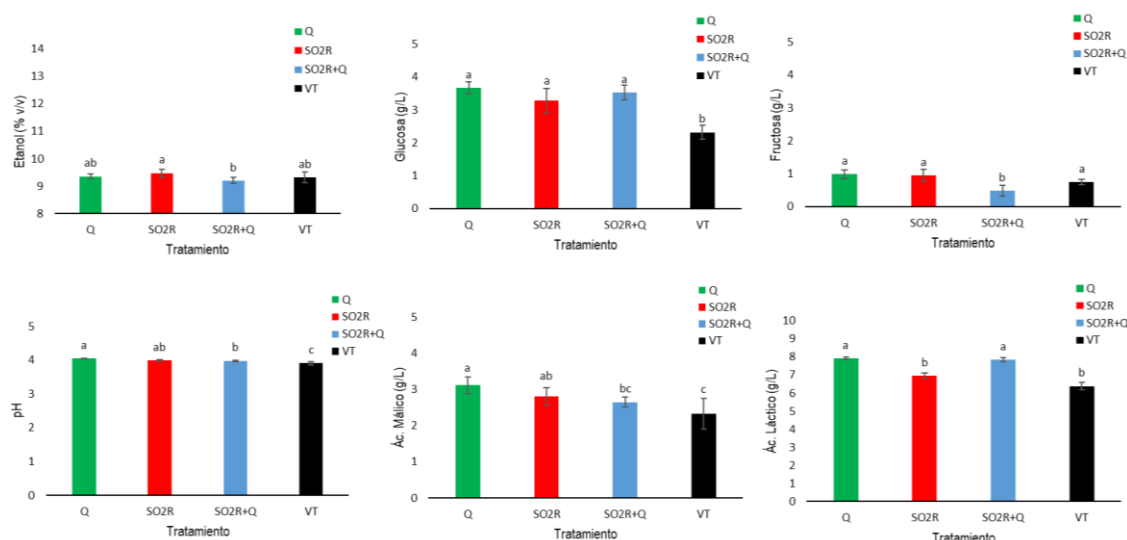 Q
SO2R
SO2R+Q
VT
Etanol (% v/v)
14
13
12
11
10
9
8
ab
a
b
ab
Q SO2R SO2R+Q VT
Tratamiento
Q
SO2R
SO2R+Q
VT
Glucosa (g/L)
5
4
3
2
1
0
a
a
a
b
Q SO2R SO2R+Q VT
Tratamiento
Q
SO2R
SO2R+Q
VT
Fructosa (g/L)
5
4
3
2
1
0
a
a
b
a
Q SO2R SO2R+Q VT
Tratamiento
Q
SO2R
SO2R+Q
VT
pH
5
4
3
2
1
0
a
ab
b
c
Q SO2R SO2R+Q VT
Tratamiento
Q
SO2R
SO2R+Q
VT
Ác. Málico (g/L)
5
4
3
2
1
0
a
ab
bc
c
Q SO2R SO2R+Q VT
Tratamiento
Q
SO2R
SO2R+Q
VT
Ác. Láctico (g/L)
10
9
8
7
6
5
4
3
2
1
0
a
b
a
b
Q SO2R SO2R+Q VT
Tratamiento